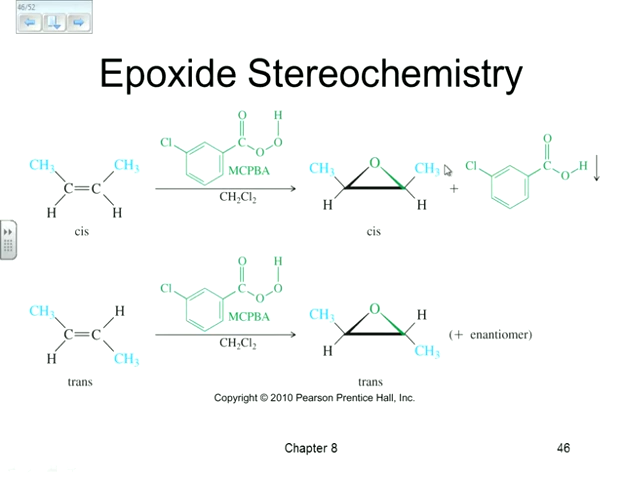 46/52
Epoxide Stereochemistry
CH3 CH3
C=C
H H
cis
O H
Cl C O
O
MCPBA
CH2Cl2
O
CH3 CH3
H H
cis
+
O
Cl C H
O
↓
CH3 H
C=C
H CH3
trans
O H
Cl C O
O
MCPBA
CH2Cl2
O
CH3 H
H CH3
trans
(+ enantiomer)
Copyright © 2010 Pearson Prentice Hall, Inc.
Chapter 8 46